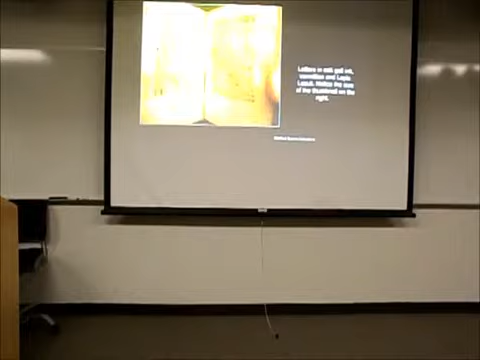 Letters in red, gold ink,
vermillion and Lapis
Lazuli. Notice the size
of the thumbnail on the
right.